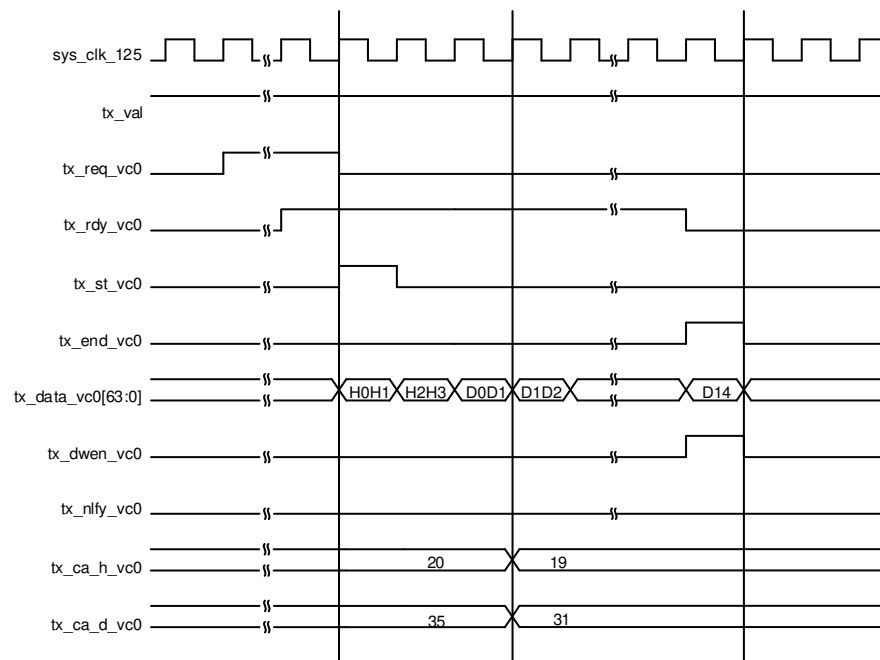 sys_clk_125
tx_val
tx_req_vc0
tx_rdy_vc0
tx_st_vc0
tx_end_vc0
tx_data_vc0[63:0] H0H1 H2H3 D0D1 D1D2 D14
tx_dwen_vc0
tx_nlfy_vc0
tx_ca_h_vc0 20 19
tx_ca_d_vc0 35 31